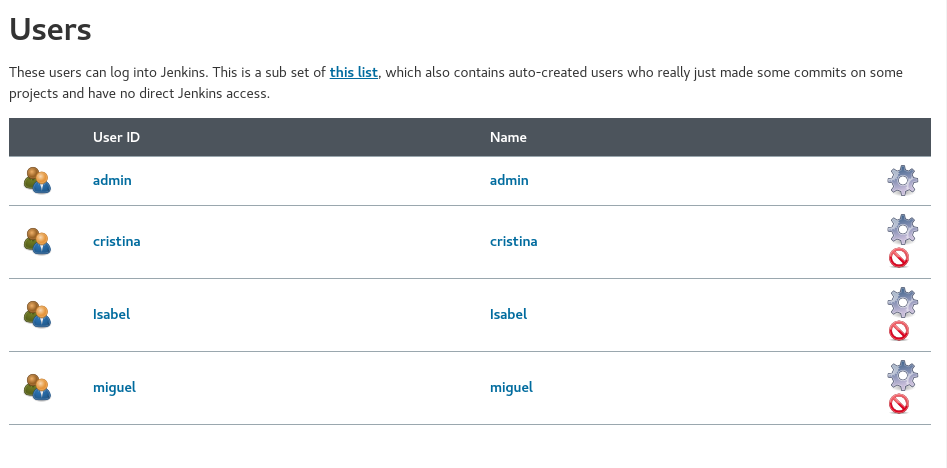 Users
These users can log into Jenkins. This is a sub set of this list, which also contains auto-created users who really just made some commits on some
projects and have no direct Jenkins access.
User ID Name
admin admin
cristina cristina
Isabel Isabel
miguel miguel